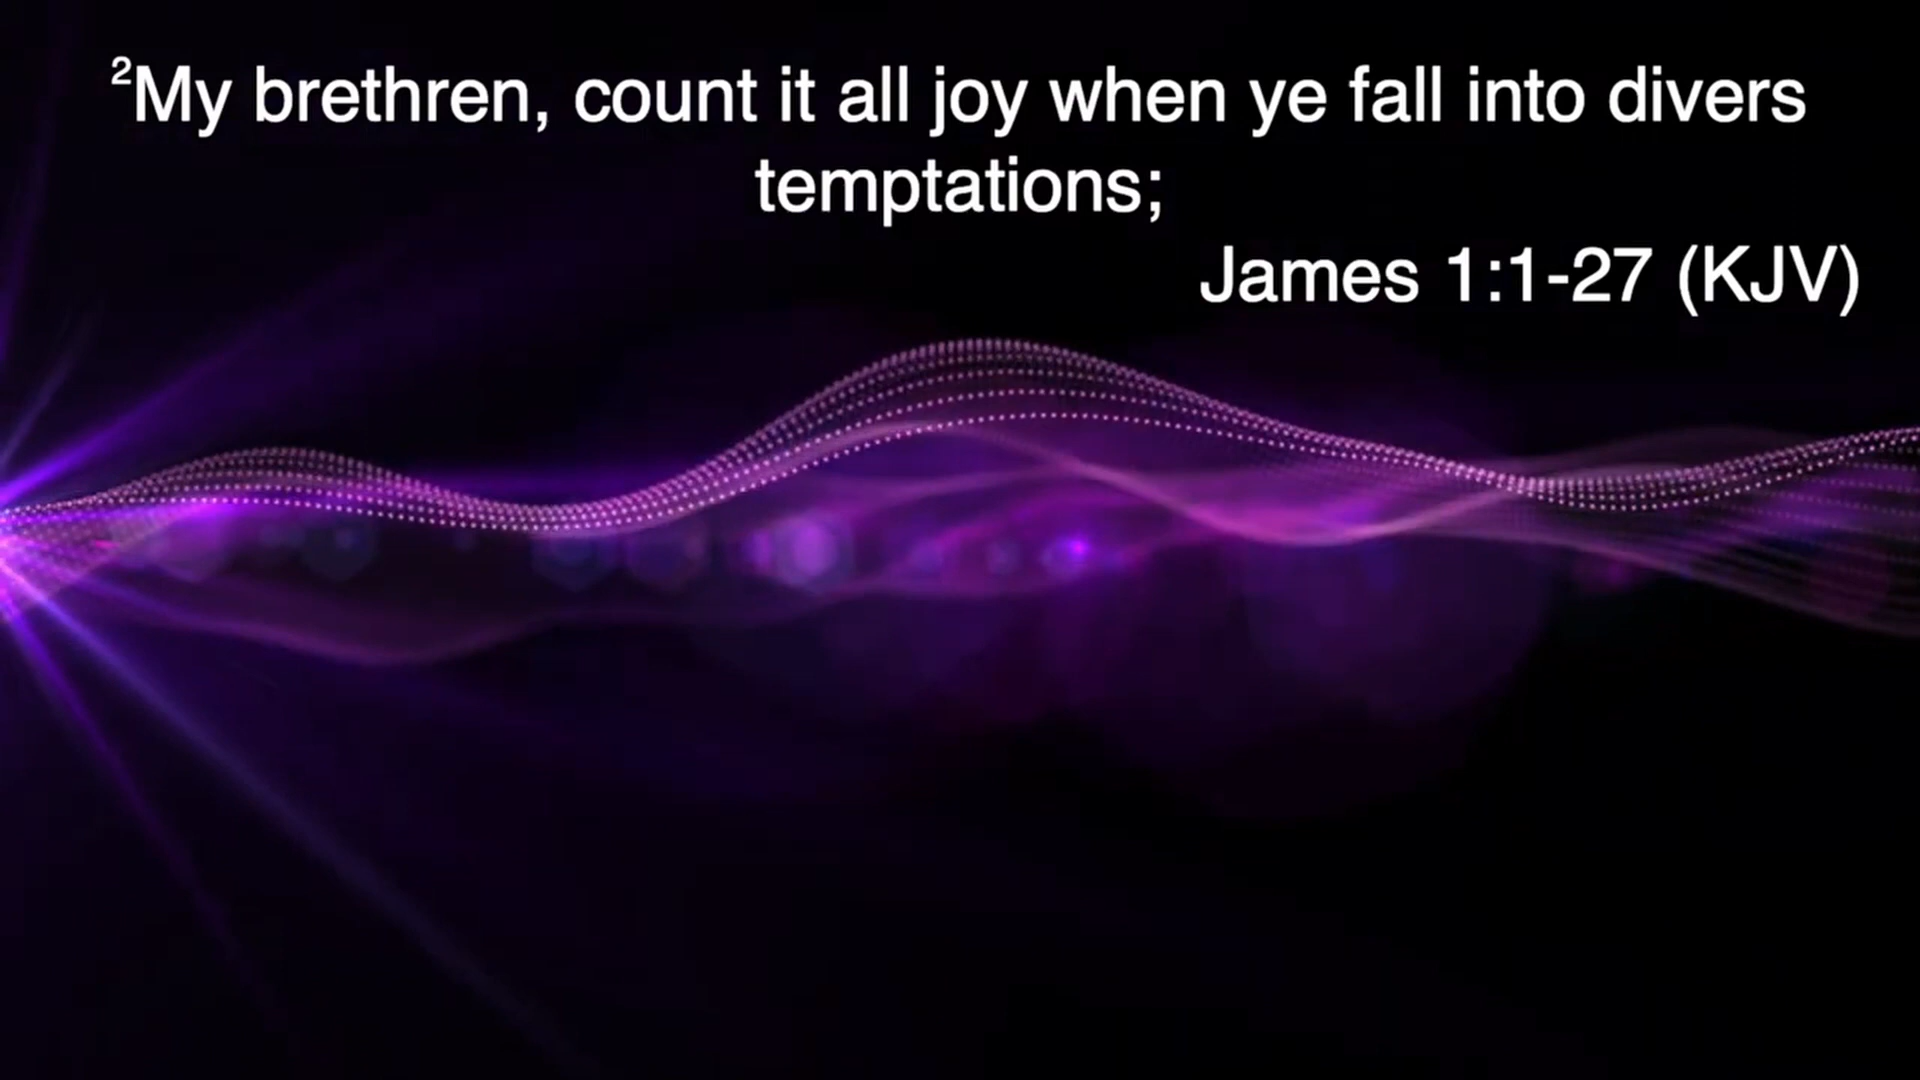 ²My brethren, count it all joy when ye fall into divers
temptations;
James 1:1-27 (KJV)